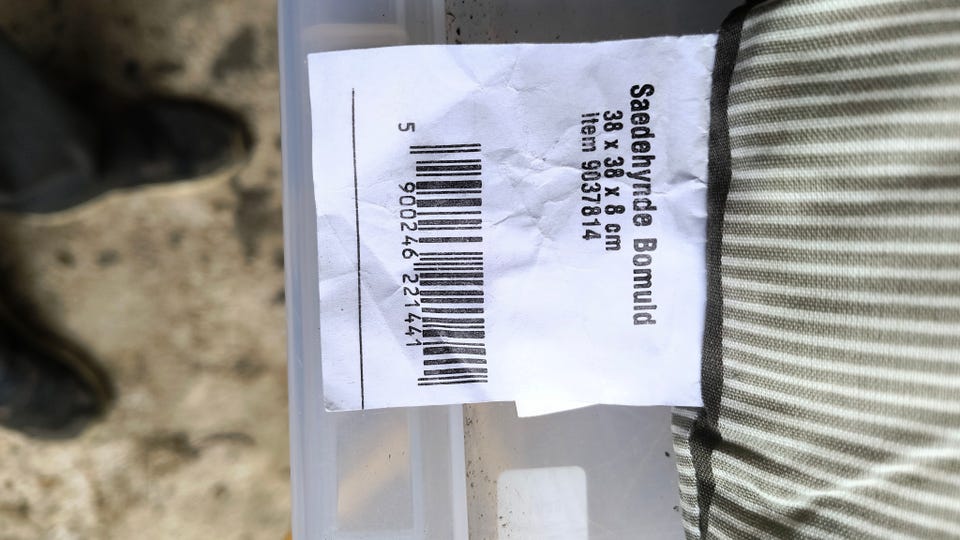 Saedehynde Bomuld
38 x 38 x 8 cm
item 9037814
5 900246 221441